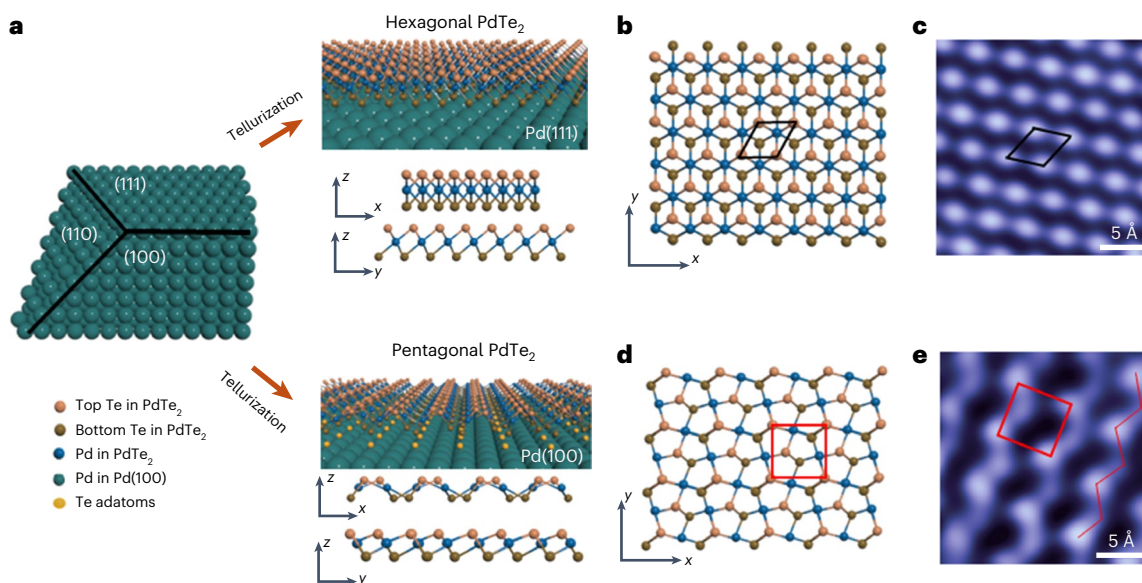 a
Hexagonal PdTe₂
Tellurization
Pd(111)
(111)
(110)
(100)
z
x
z
y
b
y
x
c
5 Å
Tellurization
Pentagonal PdTe₂
Pd(100)
z
x
z
y
Top Te in PdTe₂
Bottom Te in PdTe₂
Pd in PdTe₂
Pd in Pd(100)
Te adatoms
d
y
x
e
5 Å